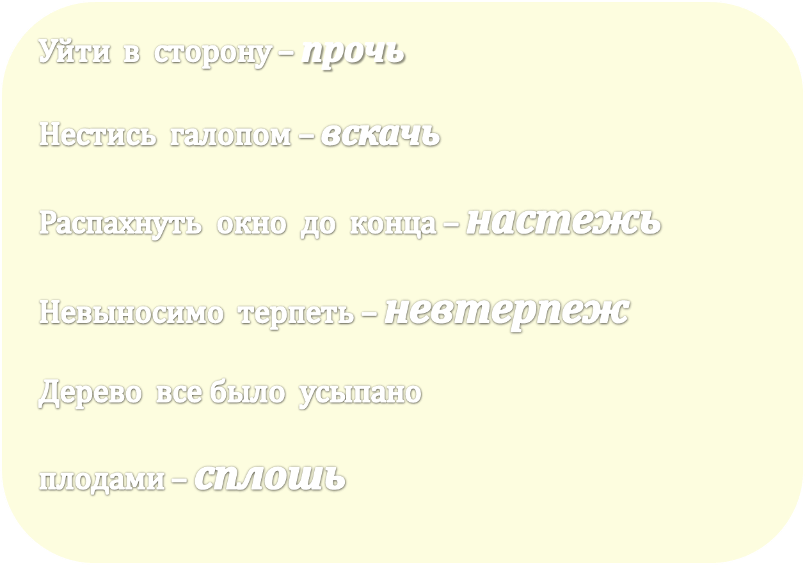 Уйти в сторону – прочь
Нестись галопом – вскачь
Распахнуть окно до конца – настежь
Невыносимо терпеть – невтерпеж
Дерево все было усыпано
плодами – сплошь